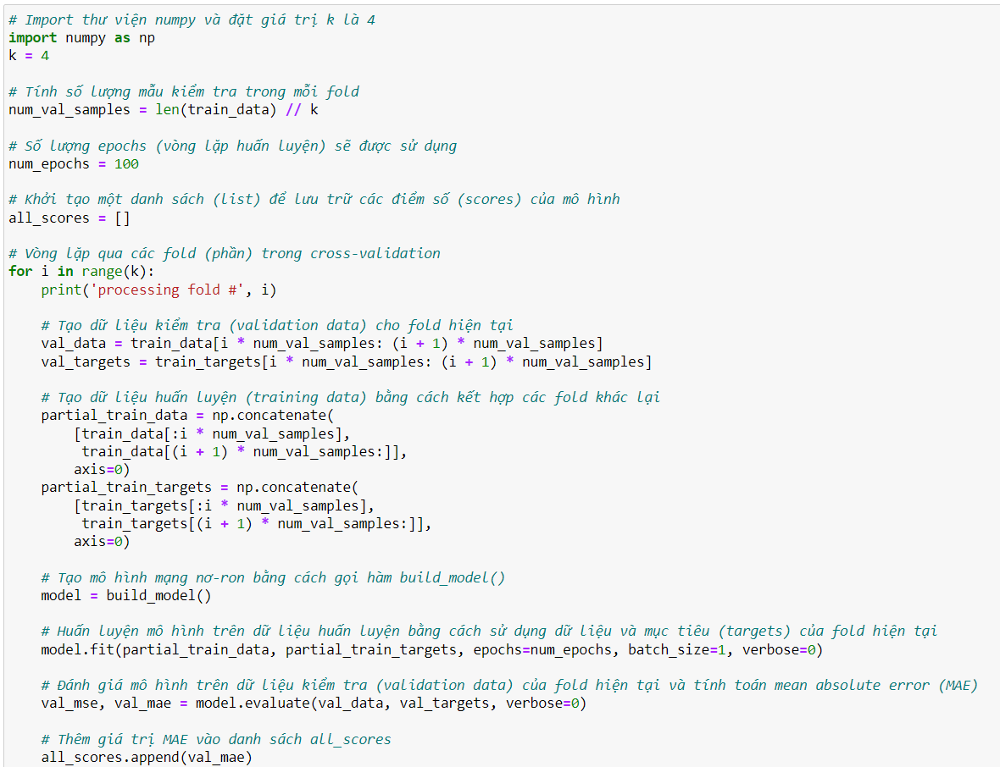 # Import thư viện numpy và đặt giá trị k là 4
import numpy as np
k = 4

# Tính số lượng mẫu kiểm tra trong mỗi fold
num_val_samples = len(train_data) // k

# Số lượng epochs (vòng lặp huấn luyện) sẽ được sử dụng
num_epochs = 100

# Khởi tạo một danh sách (list) để lưu trữ các điểm số (scores) của mô hình
all_scores = []

# Vòng lặp qua các fold (phần) trong cross-validation
for i in range(k):
    print('processing fold #', i)

    # Tạo dữ liệu kiểm tra (validation data) cho fold hiện tại
    val_data = train_data[i * num_val_samples: (i + 1) * num_val_samples]
    val_targets = train_targets[i * num_val_samples: (i + 1) * num_val_samples]

    # Tạo dữ liệu huấn luyện (training data) bằng cách kết hợp các fold khác lại
    partial_train_data = np.concatenate(
        [train_data[:i * num_val_samples],
         train_data[(i + 1) * num_val_samples:]],
        axis=0)
    partial_train_targets = np.concatenate(
        [train_targets[:i * num_val_samples],
         train_targets[(i + 1) * num_val_samples:]],
        axis=0)

    # Tạo mô hình mạng nơ-ron bằng cách gọi hàm build_model()
    model = build_model()

    # Huấn luyện mô hình trên dữ liệu huấn luyện bằng cách sử dụng dữ liệu và mục tiêu (targets) của fold hiện tại
    model.fit(partial_train_data, partial_train_targets, epochs=num_epochs, batch_size=1, verbose=0)

    # Đánh giá mô hình trên dữ liệu kiểm tra (validation data) của fold hiện tại và tính toán mean absolute error (MAE)
    val_mse, val_mae = model.evaluate(val_data, val_targets, verbose=0)

    # Thêm giá trị MAE vào danh sách all_scores
    all_scores.append(val_mae)